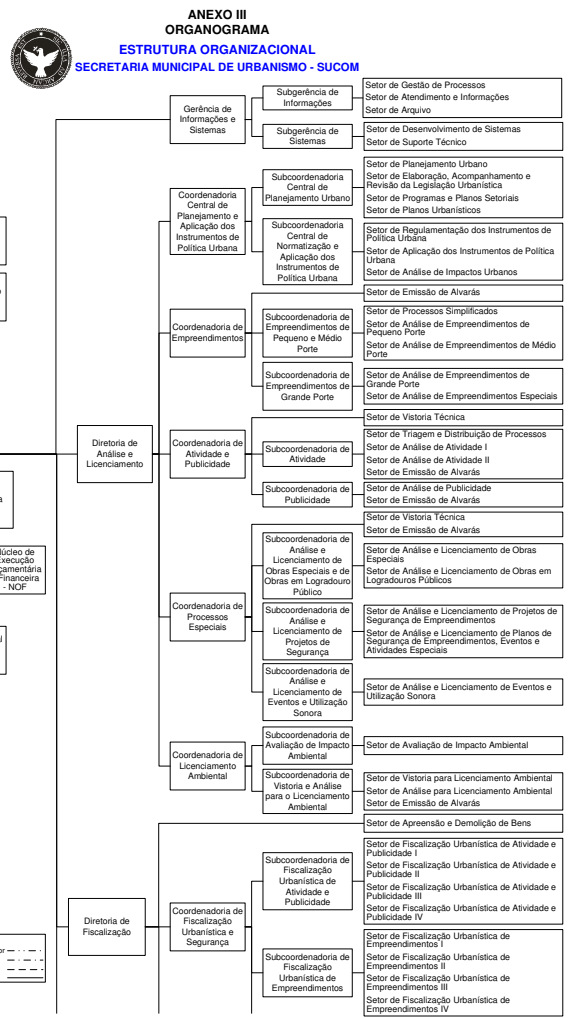 ANEXO III
ORGANOGRAMA
ESTRUTURA ORGANIZACIONAL
SECRETARIA MUNICIPAL DE URBANISMO - SUCOM
Gerência de
Informações e
Sistemas
Subgerência de
Informações
Setor de Gestão de Processos
Setor de Atendimento e Informações
Setor de Arquivo
Subgerência de
Sistemas
Setor de Desenvolvimento de Sistemas
Setor de Suporte Técnico
Coordenadoria
Central de
Planejamento e
Aplicação dos
Instrumentos de
Política Urbana
Subcoordenadoria
Central de
Planejamento Urbano
Setor de Planejamento Urbano
Setor de Elaboração, Acompanhamento e
Revisão da Legislação Urbanística
Setor de Programas e Planos Setoriais
Setor de Planos Urbanísticos
Subcoordenadoria
Central de
Normatização e
Aplicação dos
Instrumentos de
Política Urbana
Setor de Regulamentação dos Instrumentos de
Política Urbana
Setor de Aplicação dos Instrumentos de Política
Urbana
Setor de Análise de Impactos Urbanos
Diretoria de
Análise e
Licenciamento
Coordenadoria de
Empreendimentos
Setor de Emissão de Alvarás
Subcoordenadoria de
Empreendimentos de
Pequeno e Médio
Porte
Setor de Processos Simplificados
Setor de Análise de Empreendimentos de
Pequeno Porte
Setor de Análise de Empreendimentos de Médio
Porte
Subcoordenadoria de
Empreendimentos de
Grande Porte
Setor de Análise de Empreendimentos de
Grande Porte
Setor de Análise de Empreendimentos Especiais
Coordenadoria de
Atividade e
Publicidade
Setor de Vistoria Técnica
Subcoordenadoria de
Atividade
Setor de Triagem e Distribuição de Processos
Setor de Análise de Atividade I
Setor de Análise de Atividade II
Setor de Emissão de Alvarás
Subcoordenadoria de
Publicidade
Setor de Análise de Publicidade
Setor de Emissão de Alvarás
Coordenadoria de
Processos
Especiais
Setor de Vistoria Técnica
Setor de Emissão de Alvarás
Subcoordenadoria de
Análise e
Licenciamento de
Obras Especiais e de
Obras em Logradouro
Público
Setor de Análise e Licenciamento de Obras
Especiais
Setor de Análise e Licenciamento de Obras em
Logradouros Públicos
Subcoordenadoria de
Análise e
Licenciamento de
Projetos de
Segurança
Setor de Análise e Licenciamento de Projetos de
Segurança de Empreendimentos
Setor de Análise e Licenciamento de Planos de
Segurança de Empreendimentos, Eventos e
Atividades Especiais
Subcoordenadoria de
Análise e
Licenciamento de
Eventos e Utilização
Sonora
Setor de Análise e Licenciamento de Eventos e
Utilização Sonora
Coordenadoria de
Licenciamento
Ambiental
Subcoordenadoria de
Avaliação de Impacto
Ambiental
Setor de Avaliação de Impacto Ambiental
Subcoordenadoria de
Vistoria e Análise
para o Licenciamento
Ambiental
Setor de Vistoria para Licenciamento Ambiental
Setor de Análise para Licenciamento Ambiental
Setor de Emissão de Alvarás
Núcleo de
Execução
Financeira
- NOF
Diretoria de
Fiscalização
Coordenadoria de
Fiscalização
Urbanística e
Segurança
Setor de Apreensão e Demolição de Bens
Subcoordenadoria de
Fiscalização
Urbanística de
Atividade e
Publicidade
Setor de Fiscalização Urbanística de Atividade e
Publicidade I
Setor de Fiscalização Urbanística de Atividade e
Publicidade II
Setor de Fiscalização Urbanística de Atividade e
Publicidade III
Setor de Fiscalização Urbanística de Atividade e
Publicidade IV
Subcoordenadoria de
Fiscalização
Urbanística de
Empreendimentos
Setor de Fiscalização Urbanística de
Empreendimentos I
Setor de Fiscalização Urbanística de
Empreendimentos II
Setor de Fiscalização Urbanística de
Empreendimentos III
Setor de Fiscalização Urbanística de
Empreendimentos IV